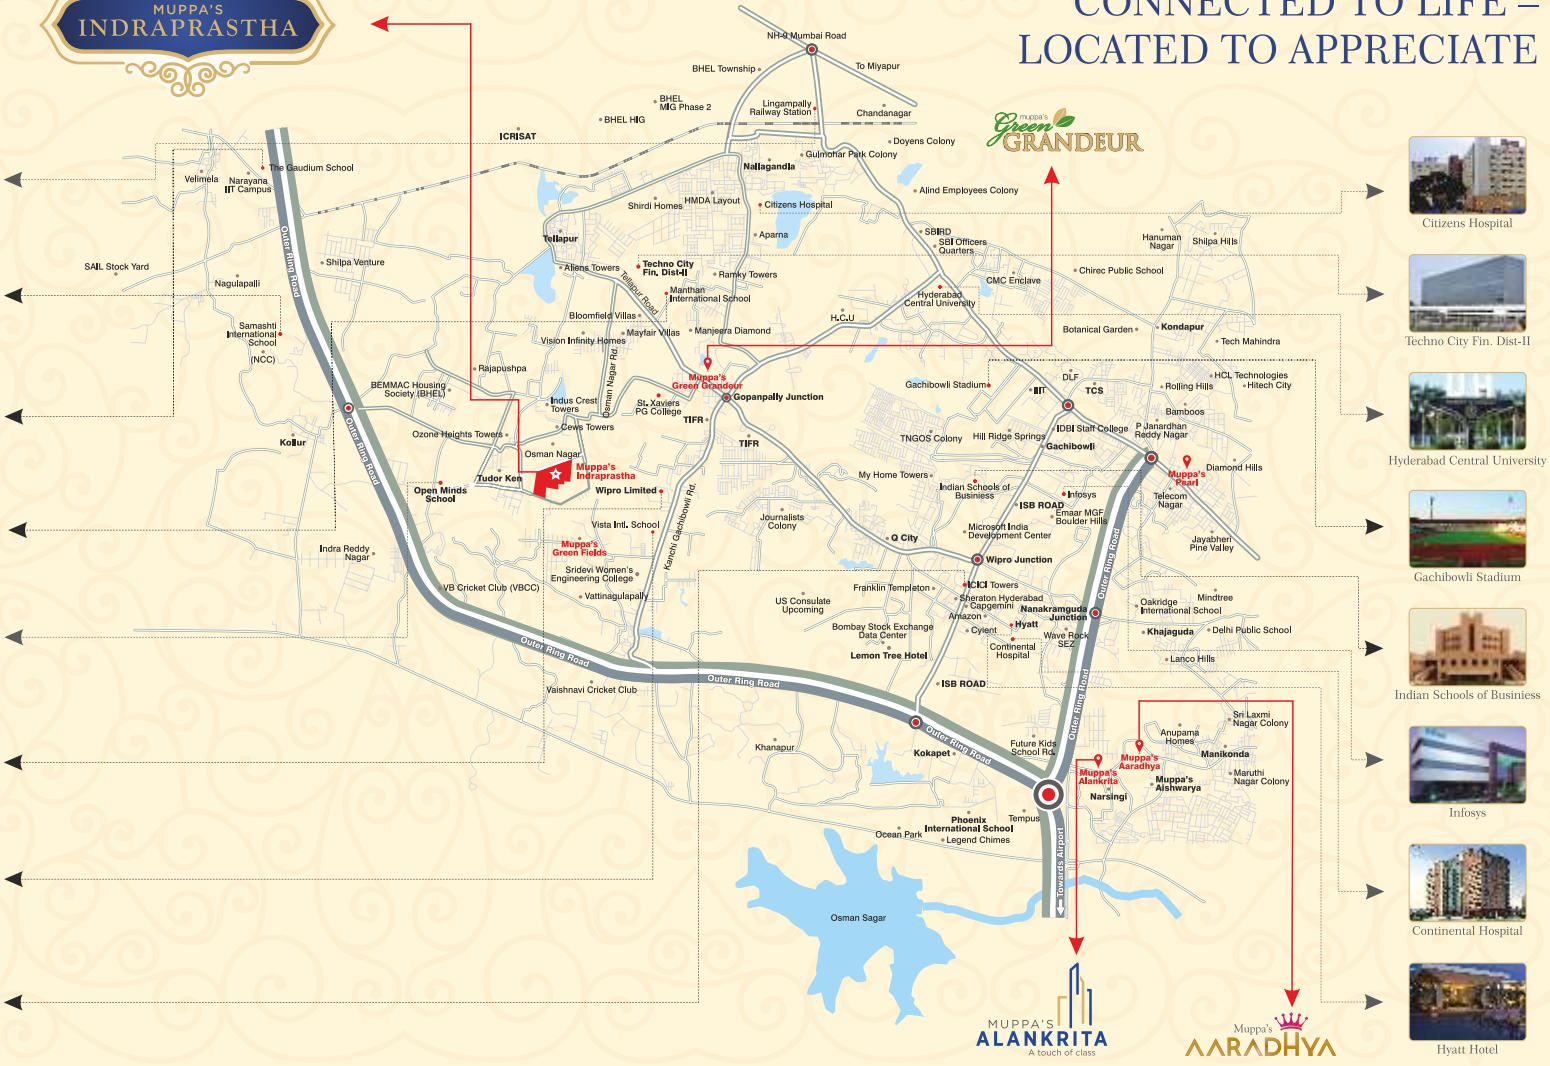 MUPPA'S
INDRAPRASTHA
CONNECTED TO LIFE –
LOCATED TO APPRECIATE
NH-9 Mumbai Road
To Miyapur
BHEL Township
BHEL
MIG Phase 2
BHEL HIG
Lingampally
Railway Station
Chandanagar
ICRISAT
muppa's
Green
GRANDEUR
Doyens Colony
Gulmohar Park Colony
Nallagandla
The Gaudium School
Velimela
Narayana
IIT Campus
Alind Employees Colony
HMDA Layout
Shirdi Homes
Citizens Hospital
Citizens Hospital
Tellapur
Aparna
SBIRD
SBI Officers
Quarters
Hanuman
Nagar
Shilpa Hills
Outer Ring Road
SAIL Stock Yard
Shilpa Venture
Nagulapalli
Aliens Towers
Techno City
Fin. Dist-II
Ramky Towers
Tellapur Road
Manthan
International School
CMC Enclave
Chirec Public School
Hyderabad
Central University
Bloomfield Villas
H.C.U
Samashti
International
School
(NCC)
Vision Infinity Homes
Mayfair Villas
Manjeera Diamond
Botanical Garden
Kondapur
Tech Mahindra
Techno City Fin. Dist-II
Rajapushpa
Osman Nagar Rd.
Muppa's
Green Grandeur
BEMMAC Housing
Society (BHEL)
Gachibowli Stadium
IIT
DLF
TCS
HCL Technologies
Rolling Hills
Hitech City
Indus Crest
Towers
St. Xaviers
PG College
Gopanpally Junction
Bamboos
TIFR
TIFR
Cews Towers
Ozone Heights Towers
Kollur
Outer Ring Road
TNGOS Colony
Hill Ridge Springs
IDBI Staff College
P Janardhan
Reddy Nagar
Gachibowli
Hyderabad Central University
Osman Nagar
Muppa's
Indraprastha
Tudor Ken
Open Minds
School
Wipro Limited
My Home Towers
Indian Schools of
Business
Infosys
Muppa's
Pearl
Diamond Hills
Telecom
Nagar
ISB ROAD
Emaar MGF
Boulder Hills
Vista Intl. School
Journalists
Colony
Kanchi Gachibowli Rd.
Q City
Microsoft India
Development Center
Jayabheri
Pine Valley
Indra Reddy
Nagar
Muppa's
Green Fields
Sridevi Women's
Engineering College
Wipro Junction
Outer Ring Road
Gachibowli Stadium
VB Cricket Club (VBCC)
Vattinagulapally
US Consulate
Upcoming
Franklin Templeton
ICICI Towers
Sheraton Hyderabad
Capgemini
Amazon
Nanakramguda
Junction
Oakridge
International School
Mindtree
Bombay Stock Exchange
Data Center
Cyient
Hyatt
Wave Rock
SEZ
Khajaguda
Delhi Public School
Lemon Tree Hotel
Continental
Hospital
Lanco Hills
Outer Ring Road
Outer Ring Road
Vaishnavi Cricket Club
ISB ROAD
Indian Schools of Businiess
Outer Ring Road
Khanapur
Outer Ring Road
Kokapet
Future Kids
School Rd.
Sri Laxmi
Nagar Colony
Anupama
Homes
Manikonda
Muppa's
Aaradhya
Muppa's
Alankrita
Maruthi
Nagar Colony
Muppa's
Aishwarya
Narsingi
Infosys
Phoenix
International School
Tempus
Ocean Park
Legend Chimes
Towards Airport
Osman Sagar
Continental Hospital
MUPPA'S
ALANKRITA
A touch of class
Muppa's
AARADHYA
Hyatt Hotel